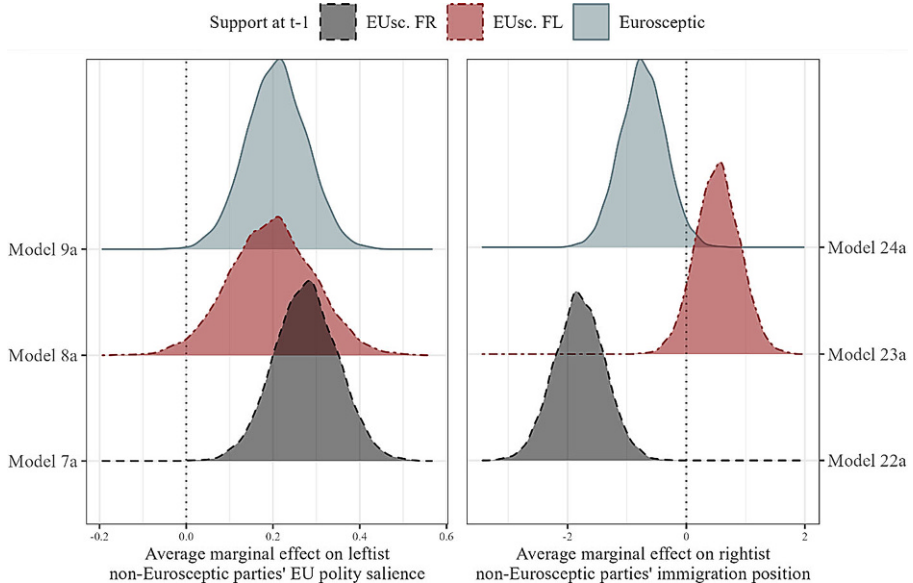 Support at t-1 EUsc. FR EUsc. FL Eurosceptic
Model 9a
Model 8a
Model 7a
Model 24a
Model 23a
Model 22a
-0.2 0.0 0.2 0.4 0.6
-2 0 2
Average marginal effect on leftist
non-Eurosceptic parties' EU polity salience
Average marginal effect on rightist
non-Eurosceptic parties' immigration position